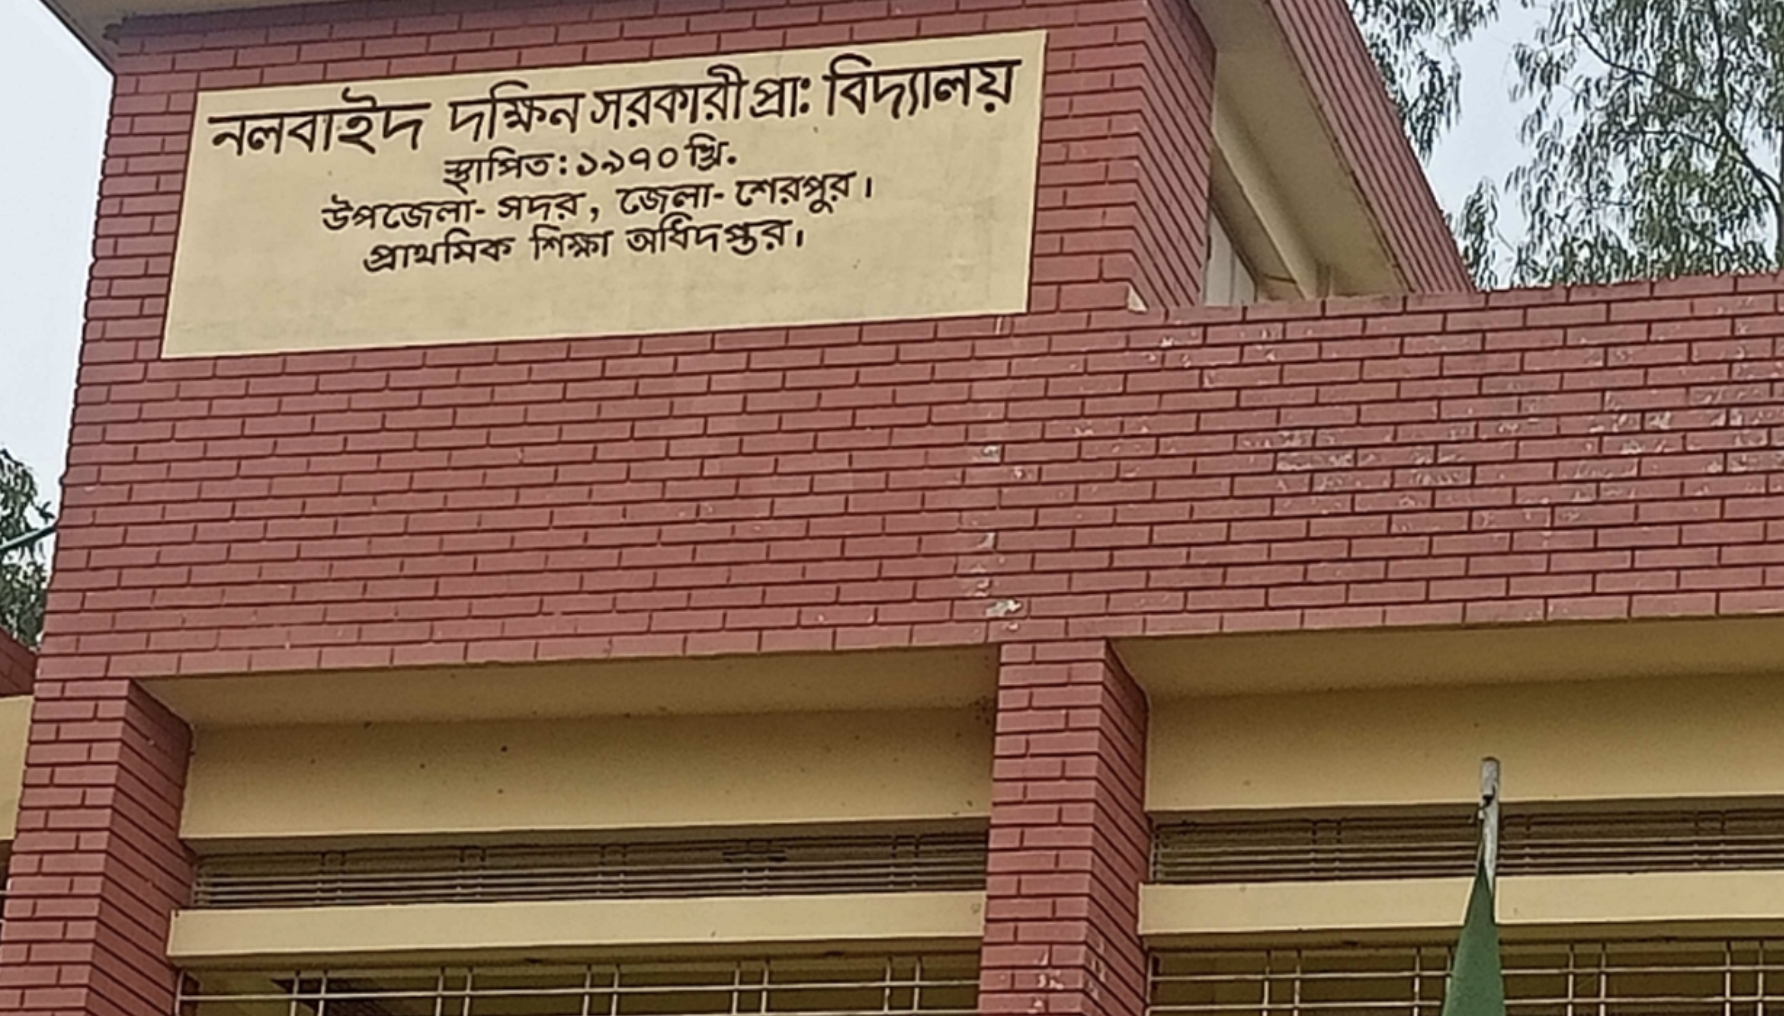 নলবাইদ দক্ষিন সরকারী প্রাঃ বিদ্যালয়
স্থাপিত : ১৯৭০ খ্রি.
উপজেলা- সদর, জেলা- শেরপুর।
প্রাথমিক শিক্ষা অধিদপ্তর।